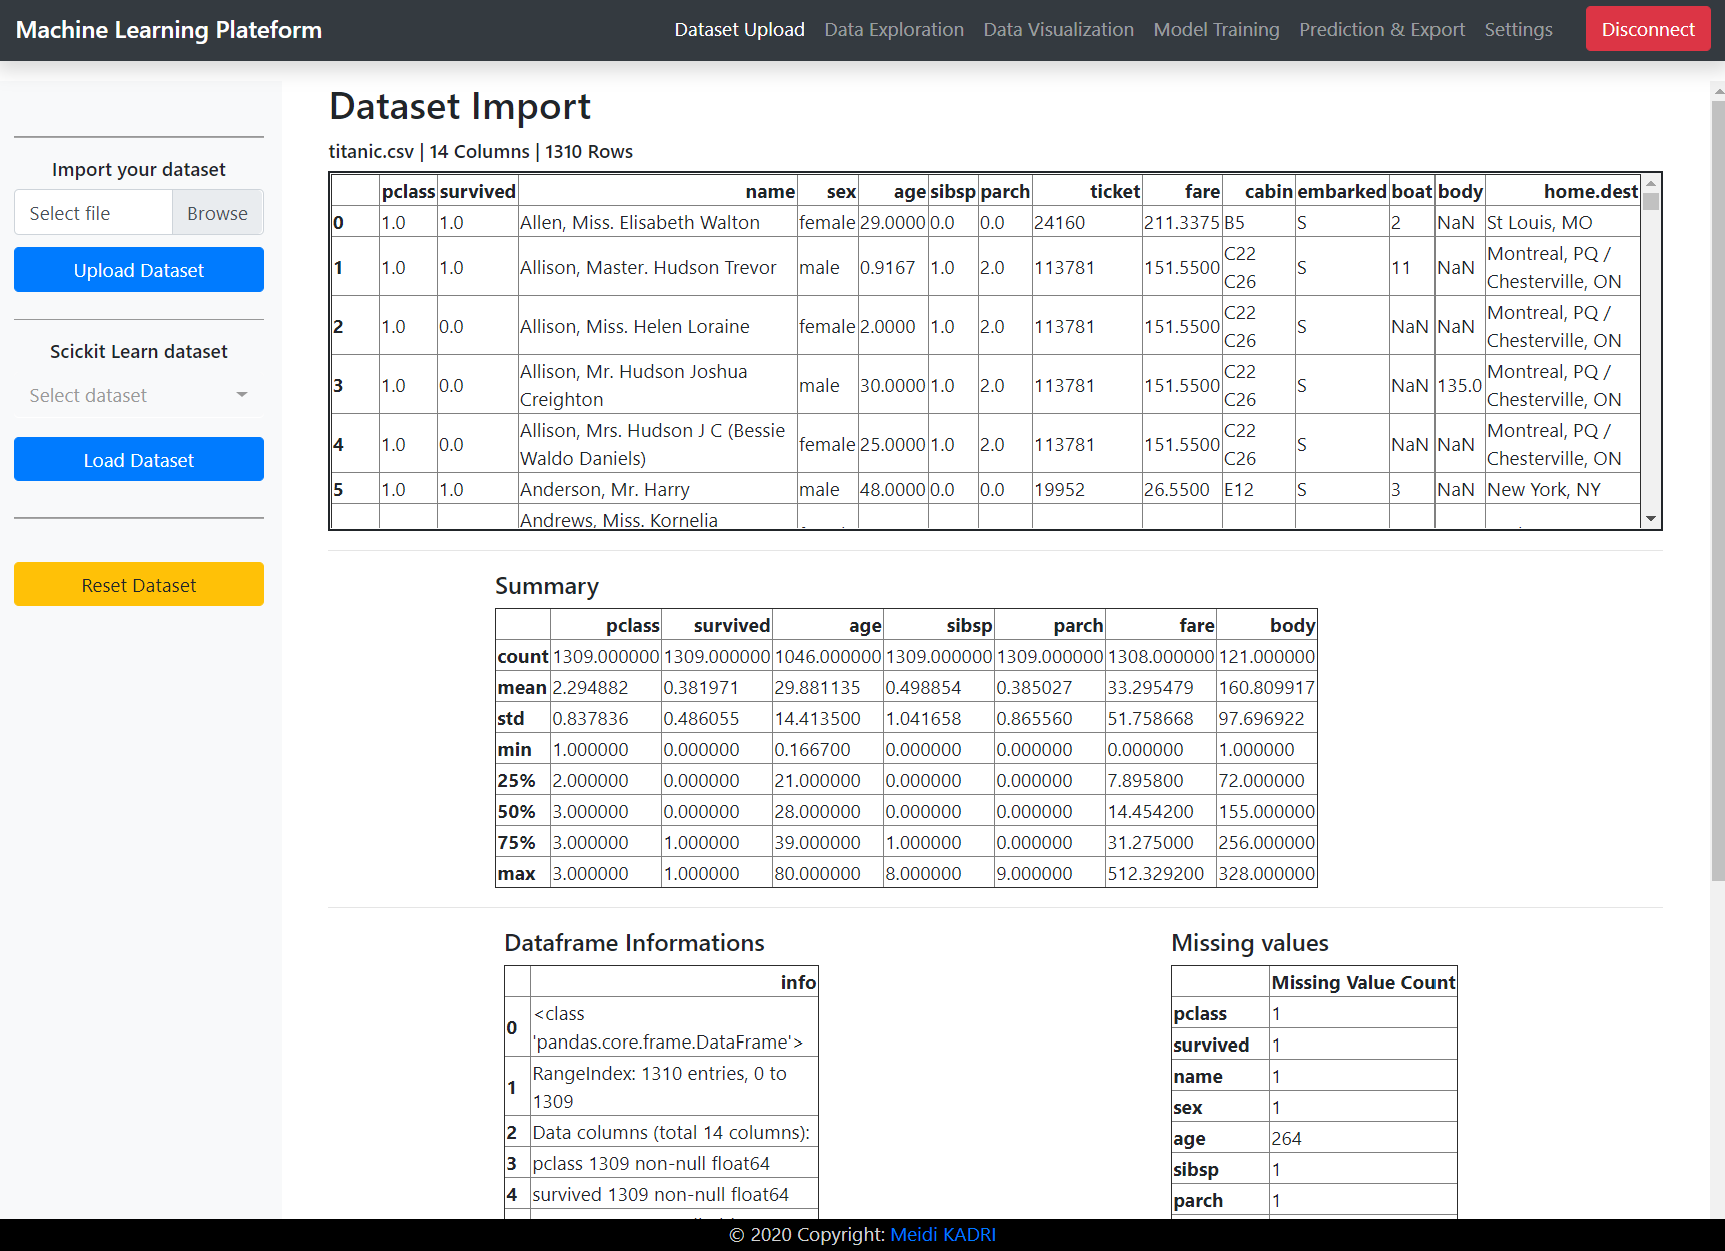 Machine Learning Plateform
Dataset Upload Data Exploration Data Visualization Model Training Prediction & Export Settings Disconnect
Import your dataset
Select file Browse
Upload Dataset
Scickit Learn dataset
Select dataset
Load Dataset
Reset Dataset
Dataset Import
titanic.csv | 14 Columns | 1310 Rows
pclass survived name sex age sibsp parch ticket fare cabin embarked boat body home.dest
0 1.0 1.0 Allen, Miss. Elisabeth Walton female 29.0000 0.0 0.0 24160 211.3375 B5 S 2 NaN St Louis, MO
1 1.0 1.0 Allison, Master. Hudson Trevor male 0.9167 1.0 2.0 113781 151.5500 C22 C26 S 11 NaN Montreal, PQ / Chesterville, ON
2 1.0 0.0 Allison, Miss. Helen Loraine female 2.0000 1.0 2.0 113781 151.5500 C22 C26 S NaN NaN Montreal, PQ / Chesterville, ON
3 1.0 0.0 Allison, Mr. Hudson Joshua Creighton male 30.0000 1.0 2.0 113781 151.5500 C22 C26 S NaN 135.0 Montreal, PQ / Chesterville, ON
4 1.0 0.0 Allison, Mrs. Hudson J C (Bessie Waldo Daniels) female 25.0000 1.0 2.0 113781 151.5500 C22 C26 S NaN NaN Montreal, PQ / Chesterville, ON
5 1.0 1.0 Anderson, Mr. Harry male 48.0000 0.0 0.0 19952 26.5500 E12 S 3 NaN New York, NY
Andrews, Miss. Kornelia
Summary
pclass survived age sibsp parch fare body
count 1309.000000 1309.000000 1046.000000 1309.000000 1309.000000 1308.000000 121.000000
mean 2.294882 0.381971 29.881135 0.498854 0.385027 33.295479 160.809917
std 0.837836 0.486055 14.413500 1.041658 0.865560 51.758668 97.696922
min 1.000000 0.000000 0.166700 0.000000 0.000000 0.000000 1.000000
25% 2.000000 0.000000 21.000000 0.000000 0.000000 7.895800 72.000000
50% 3.000000 0.000000 28.000000 0.000000 0.000000 14.454200 155.000000
75% 3.000000 1.000000 39.000000 1.000000 0.000000 31.275000 256.000000
max 3.000000 1.000000 80.000000 8.000000 9.000000 512.329200 328.000000
Dataframe Informations
info
0 <class 'pandas.core.frame.DataFrame'>
1 RangeIndex: 1310 entries, 0 to 1309
2 Data columns (total 14 columns):
3 pclass 1309 non-null float64
4 survived 1309 non-null float64
Missing values
Missing Value Count
pclass 1
survived 1
name 1
sex 1
age 264
sibsp 1
parch 1
© 2020 Copyright: Meidi KADRI